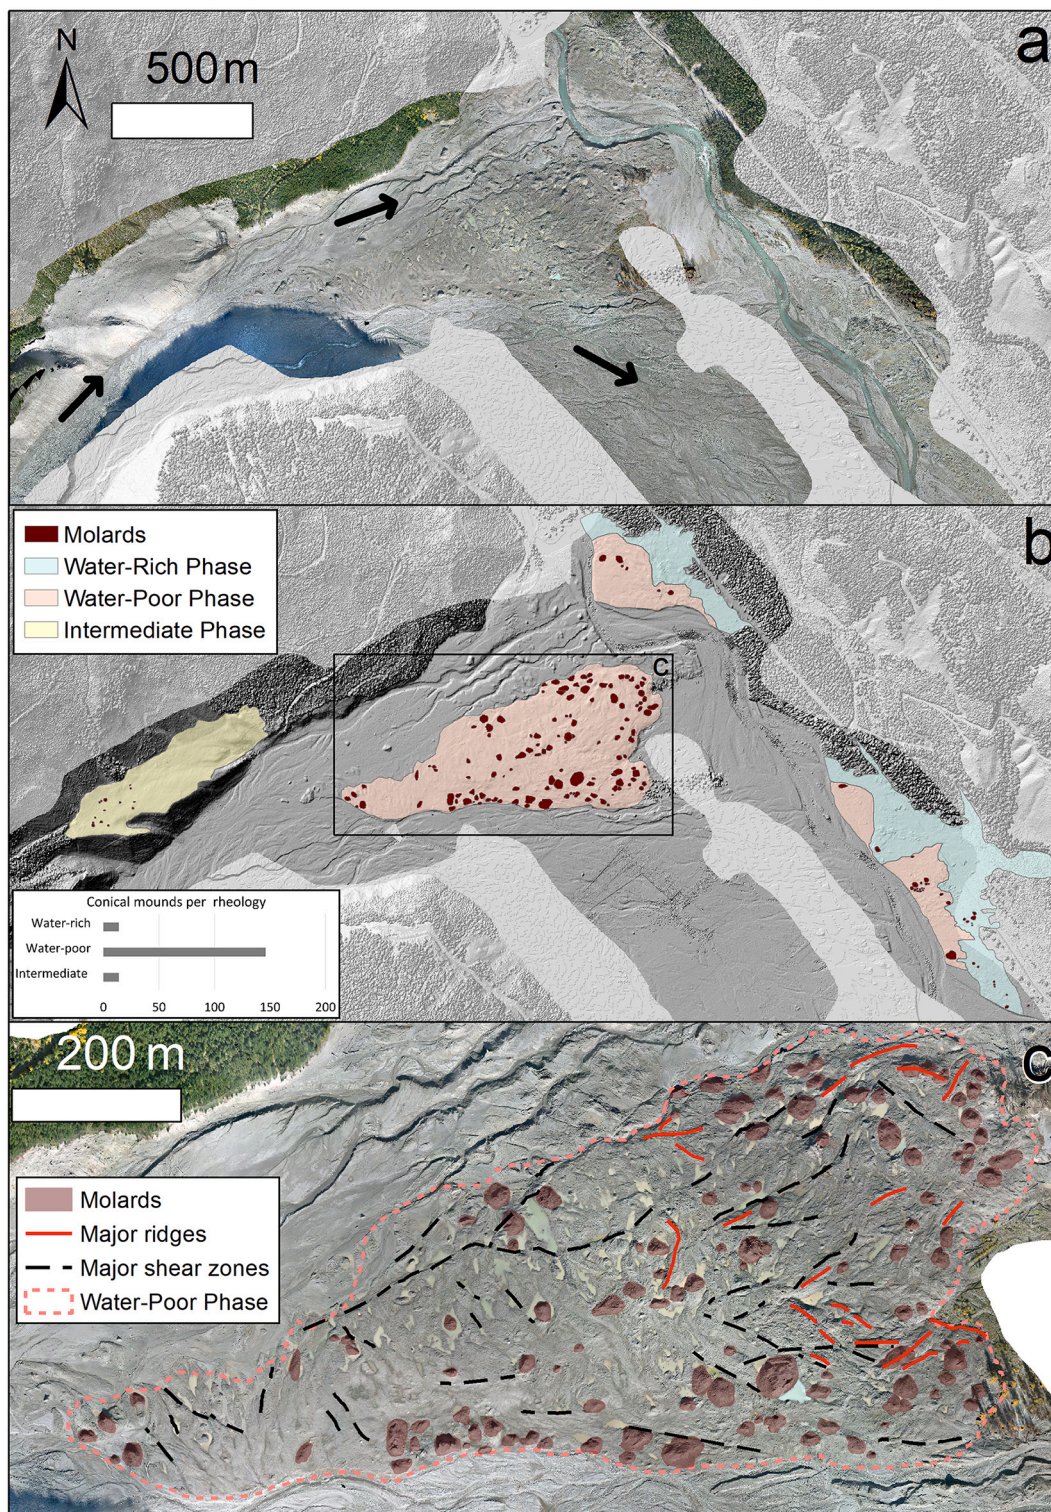 a
N
500 m
b
Molards
Water-Rich Phase
Water-Poor Phase
Intermediate Phase
c
Conical mounds per rheology
Water-rich
Water-poor
Intermediate
0 50 100 150 200
200 m
c
Molards
Major ridges
Major shear zones
Water-Poor Phase